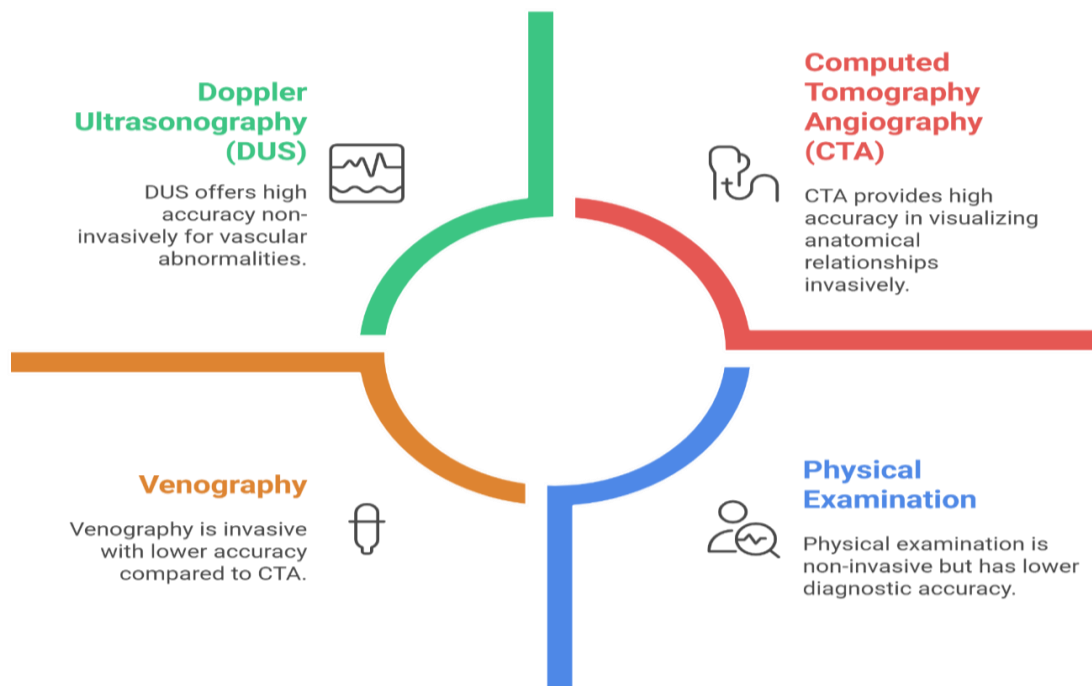 Doppler
Ultrasonography
(DUS)
DUS offers high
accuracy non-
invasively for vascular
abnormalities.
Computed
Tomography
Angiography
(CTA)
CTA provides high
accuracy in visualizing
anatomical
relationships
invasively.
Venography
Venography is invasive
with lower accuracy
compared to CTA.
Physical
Examination
Physical examination is
non-invasive but has lower
diagnostic accuracy.